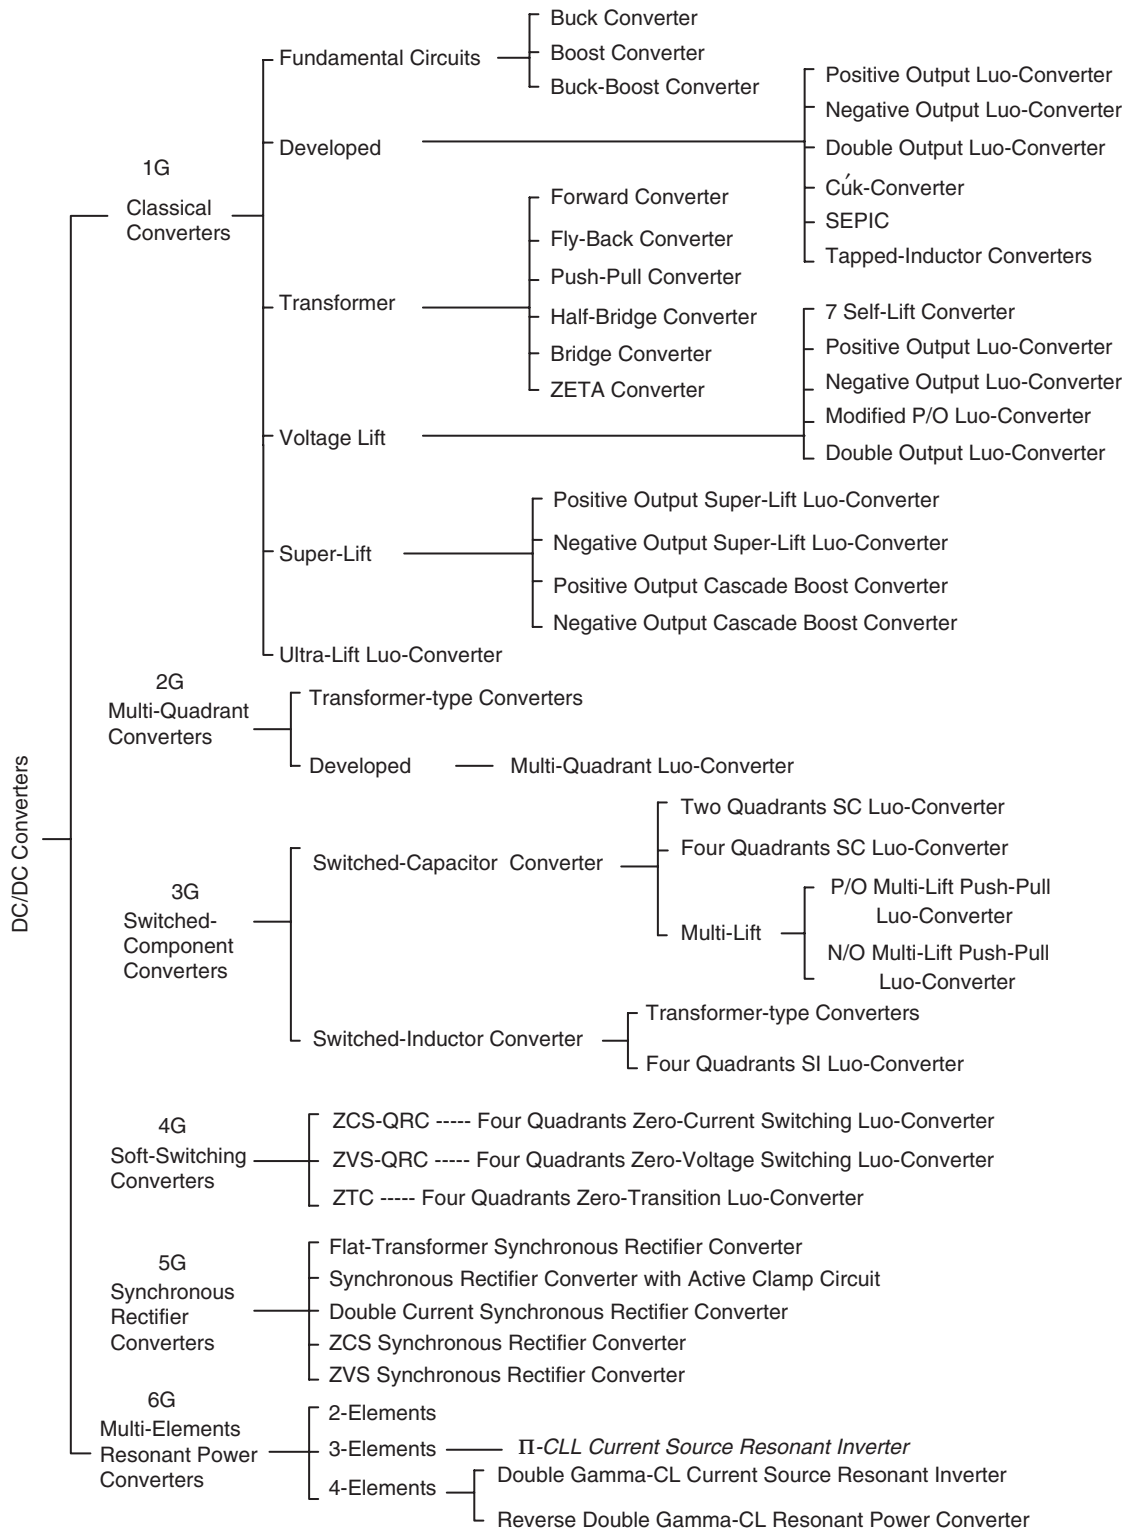 DC/DC Converters
1G
Classical
Converters
Fundamental Circuits
Buck Converter
Boost Converter
Buck-Boost Converter
Developed
Positive Output Luo-Converter
Negative Output Luo-Converter
Double Output Luo-Converter
Cúk-Converter
SEPIC
Tapped-Inductor Converters
Transformer
Forward Converter
Fly-Back Converter
Push-Pull Converter
Half-Bridge Converter
Bridge Converter
ZETA Converter
Voltage Lift
7 Self-Lift Converter
Positive Output Luo-Converter
Negative Output Luo-Converter
Modified P/O Luo-Converter
Double Output Luo-Converter
Super-Lift
Positive Output Super-Lift Luo-Converter
Negative Output Super-Lift Luo-Converter
Positive Output Cascade Boost Converter
Negative Output Cascade Boost Converter
Ultra-Lift Luo-Converter
2G
Multi-Quadrant
Converters
Transformer-type Converters
Developed
Multi-Quadrant Luo-Converter
3G
Switched-
Component
Converters
Switched-Capacitor Converter
Two Quadrants SC Luo-Converter
Four Quadrants SC Luo-Converter
Multi-Lift
P/O Multi-Lift Push-Pull
Luo-Converter
N/O Multi-Lift Push-Pull
Luo-Converter
Switched-Inductor Converter
Transformer-type Converters
Four Quadrants SI Luo-Converter
4G
Soft-Switching
Converters
ZCS-QRC ----- Four Quadrants Zero-Current Switching Luo-Converter
ZVS-QRC ----- Four Quadrants Zero-Voltage Switching Luo-Converter
ZTC ----- Four Quadrants Zero-Transition Luo-Converter
5G
Synchronous
Rectifier
Converters
Flat-Transformer Synchronous Rectifier Converter
Synchronous Rectifier Converter with Active Clamp Circuit
Double Current Synchronous Rectifier Converter
ZCS Synchronous Rectifier Converter
ZVS Synchronous Rectifier Converter
6G
Multi-Elements
Resonant Power
Converters
2-Elements
3-Elements
Π-CLL Current Source Resonant Inverter
4-Elements
Double Gamma-CL Current Source Resonant Inverter
Reverse Double Gamma-CL Resonant Power Converter